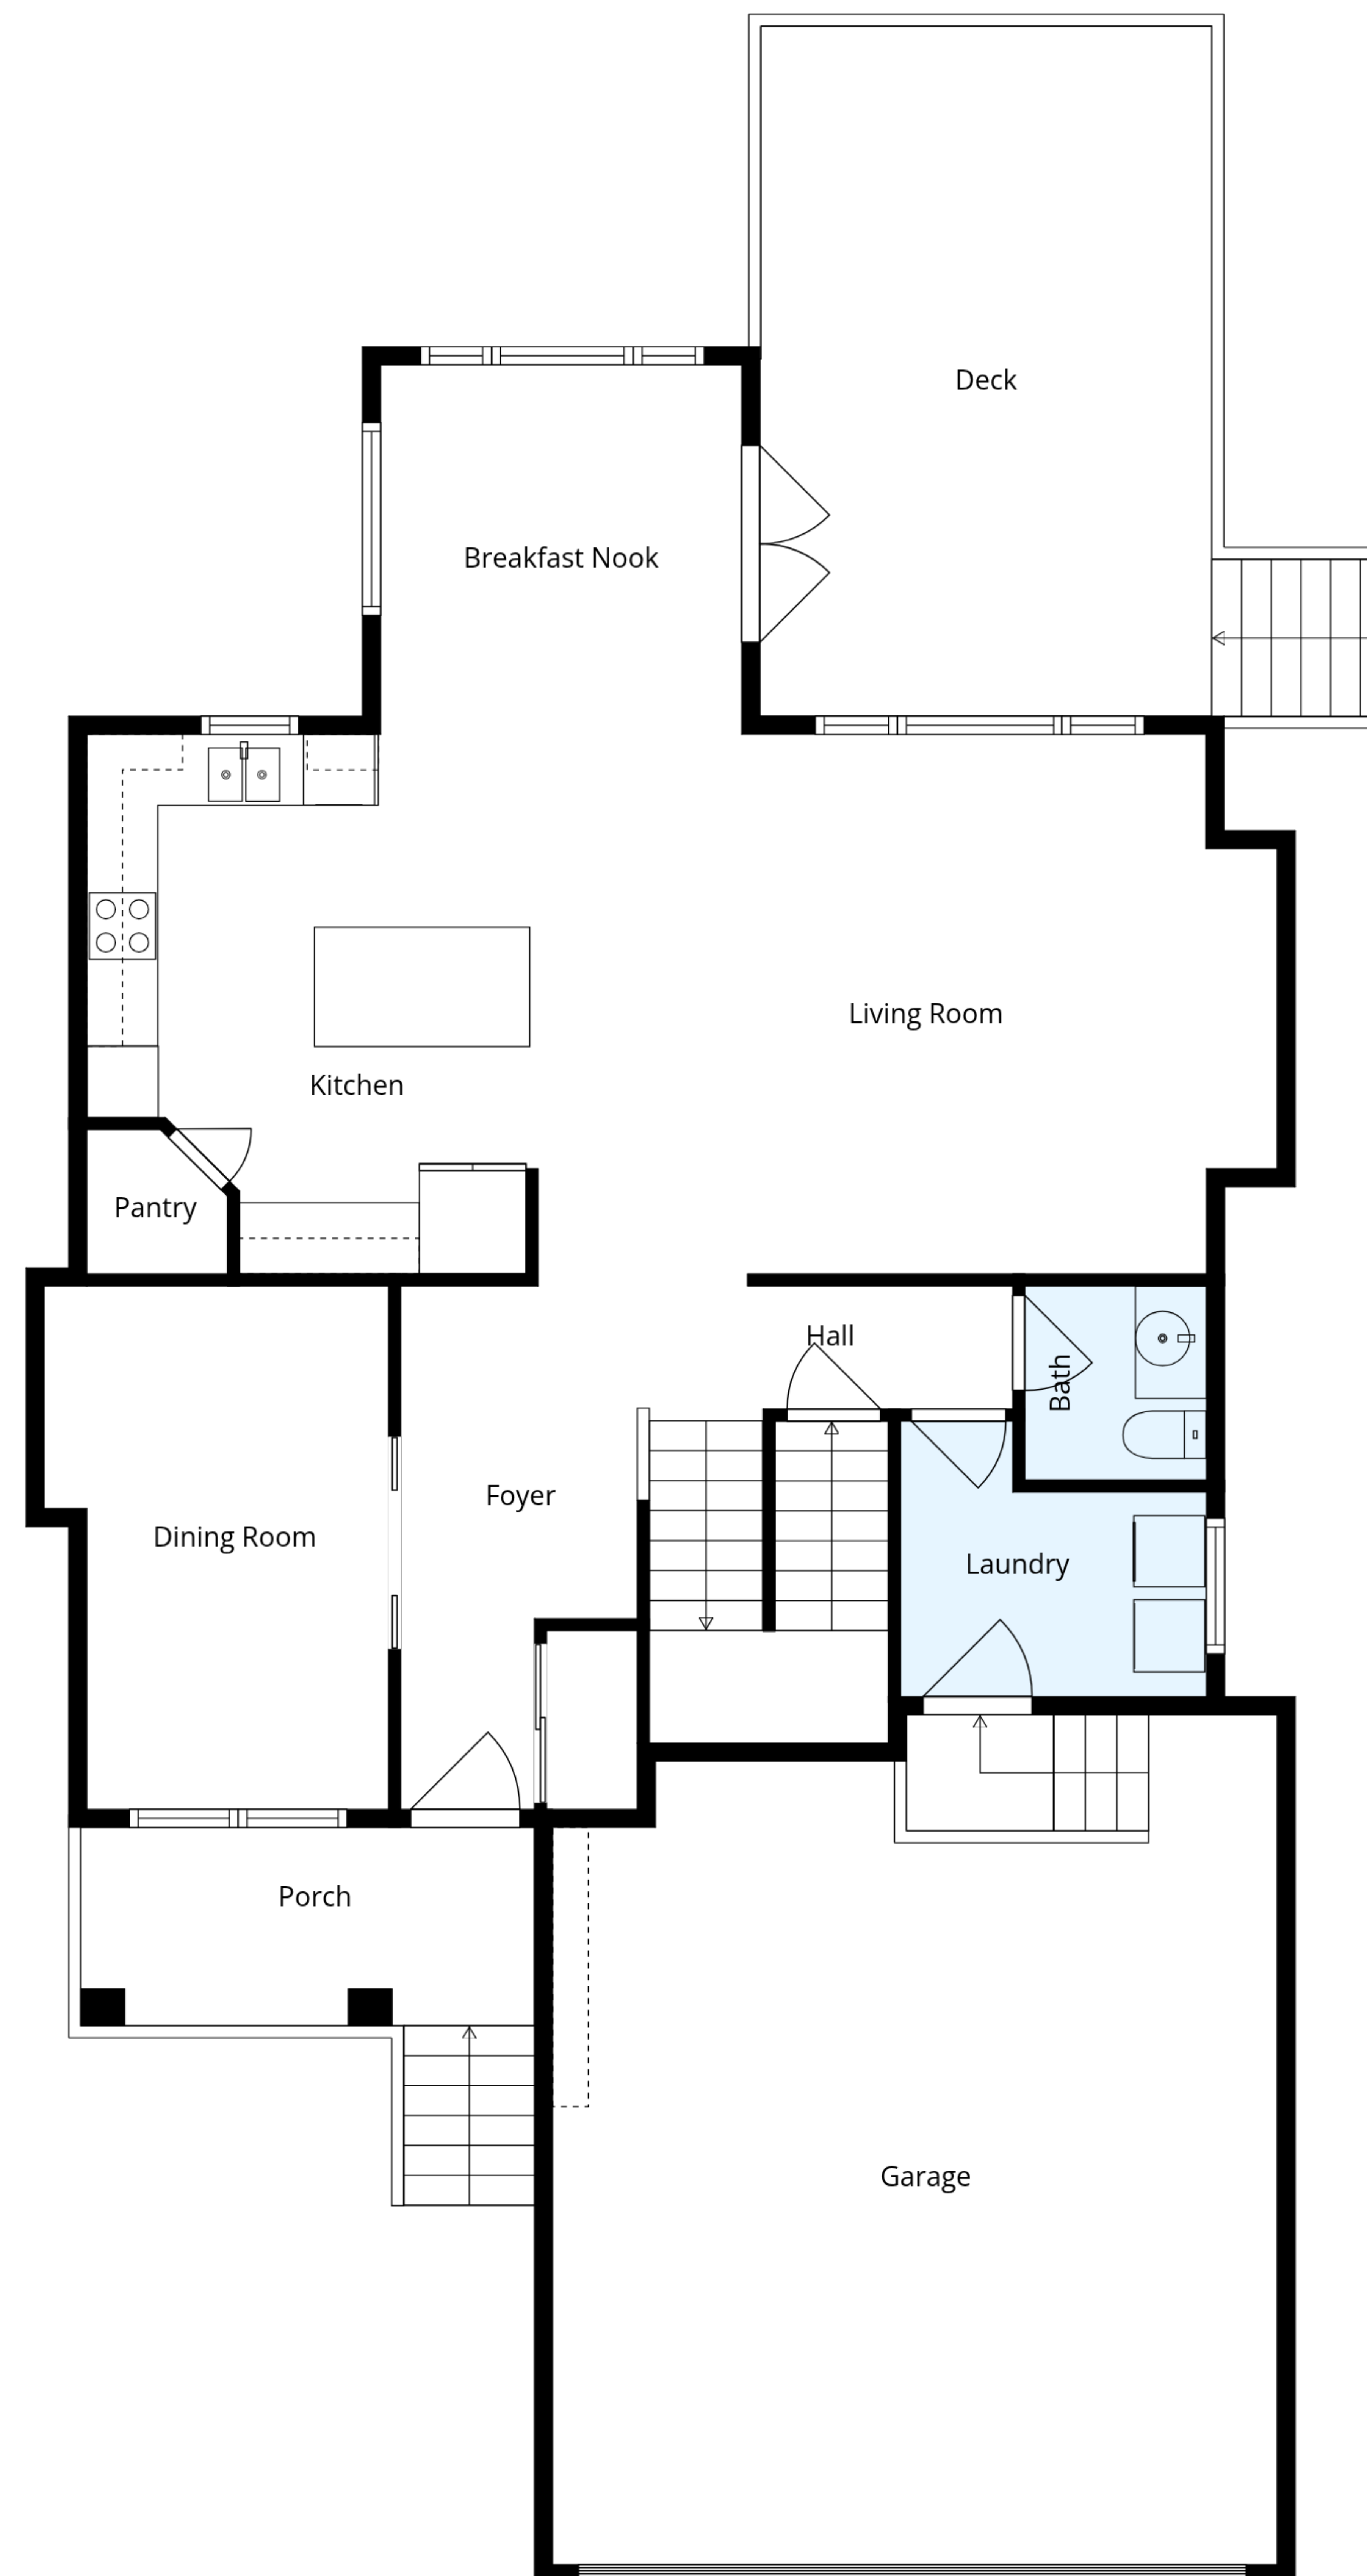 Deck
Breakfast Nook
Living Room
Kitchen
Pantry
Hall
Bath
Foyer
Dining Room
Laundry
Porch
Garage